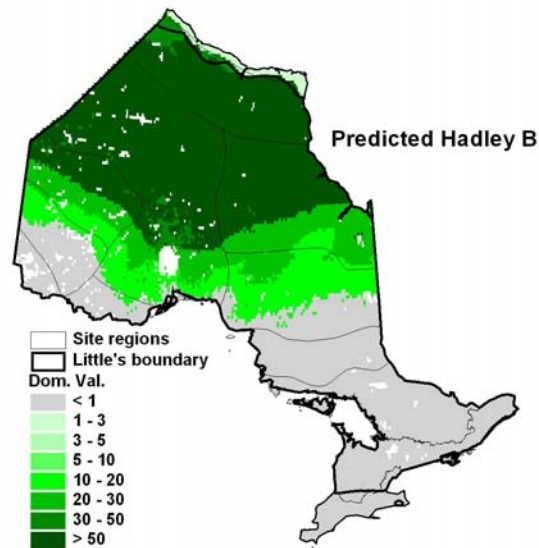 Predicted Hadley B
Site regions
Little's boundary
Dom. Val.
< 1
1 - 3
3 - 5
5 - 10
10 - 20
20 - 30
30 - 50
> 50